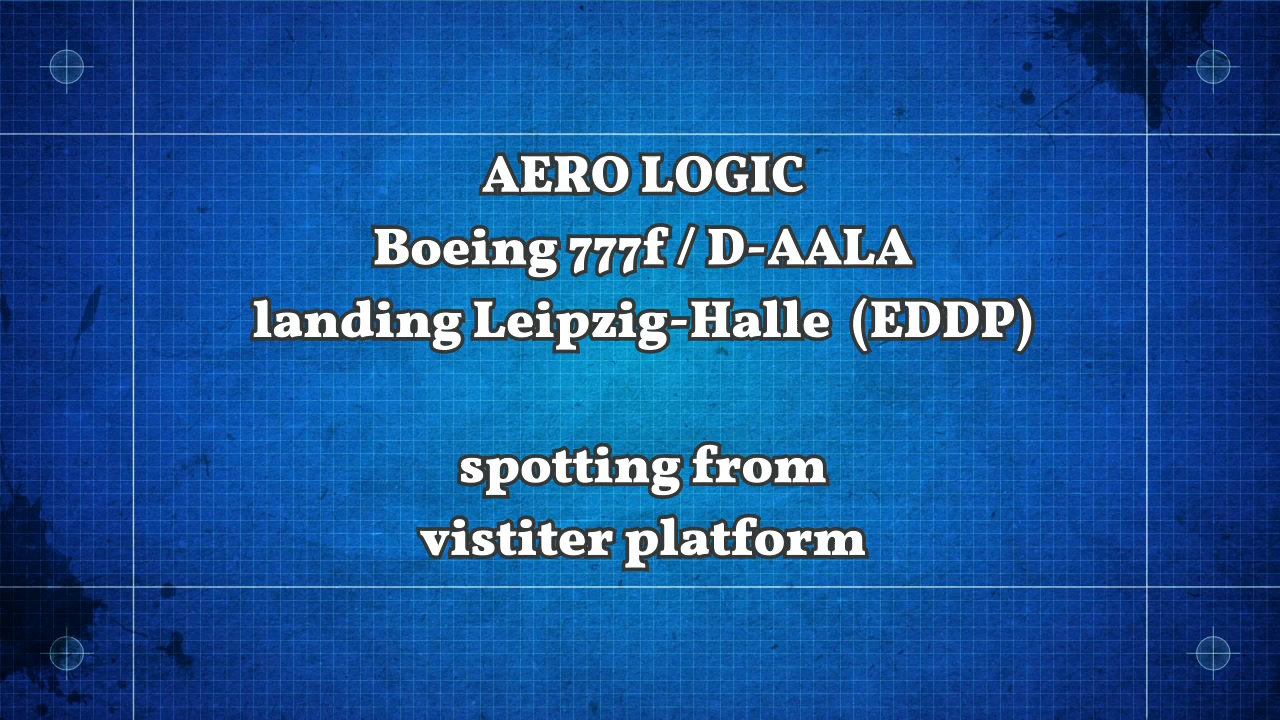 AERO LOGIC
Boeing 777f / D-AALA
landing Leipzig-Halle (EDDP)
spotting from
vistiter platform